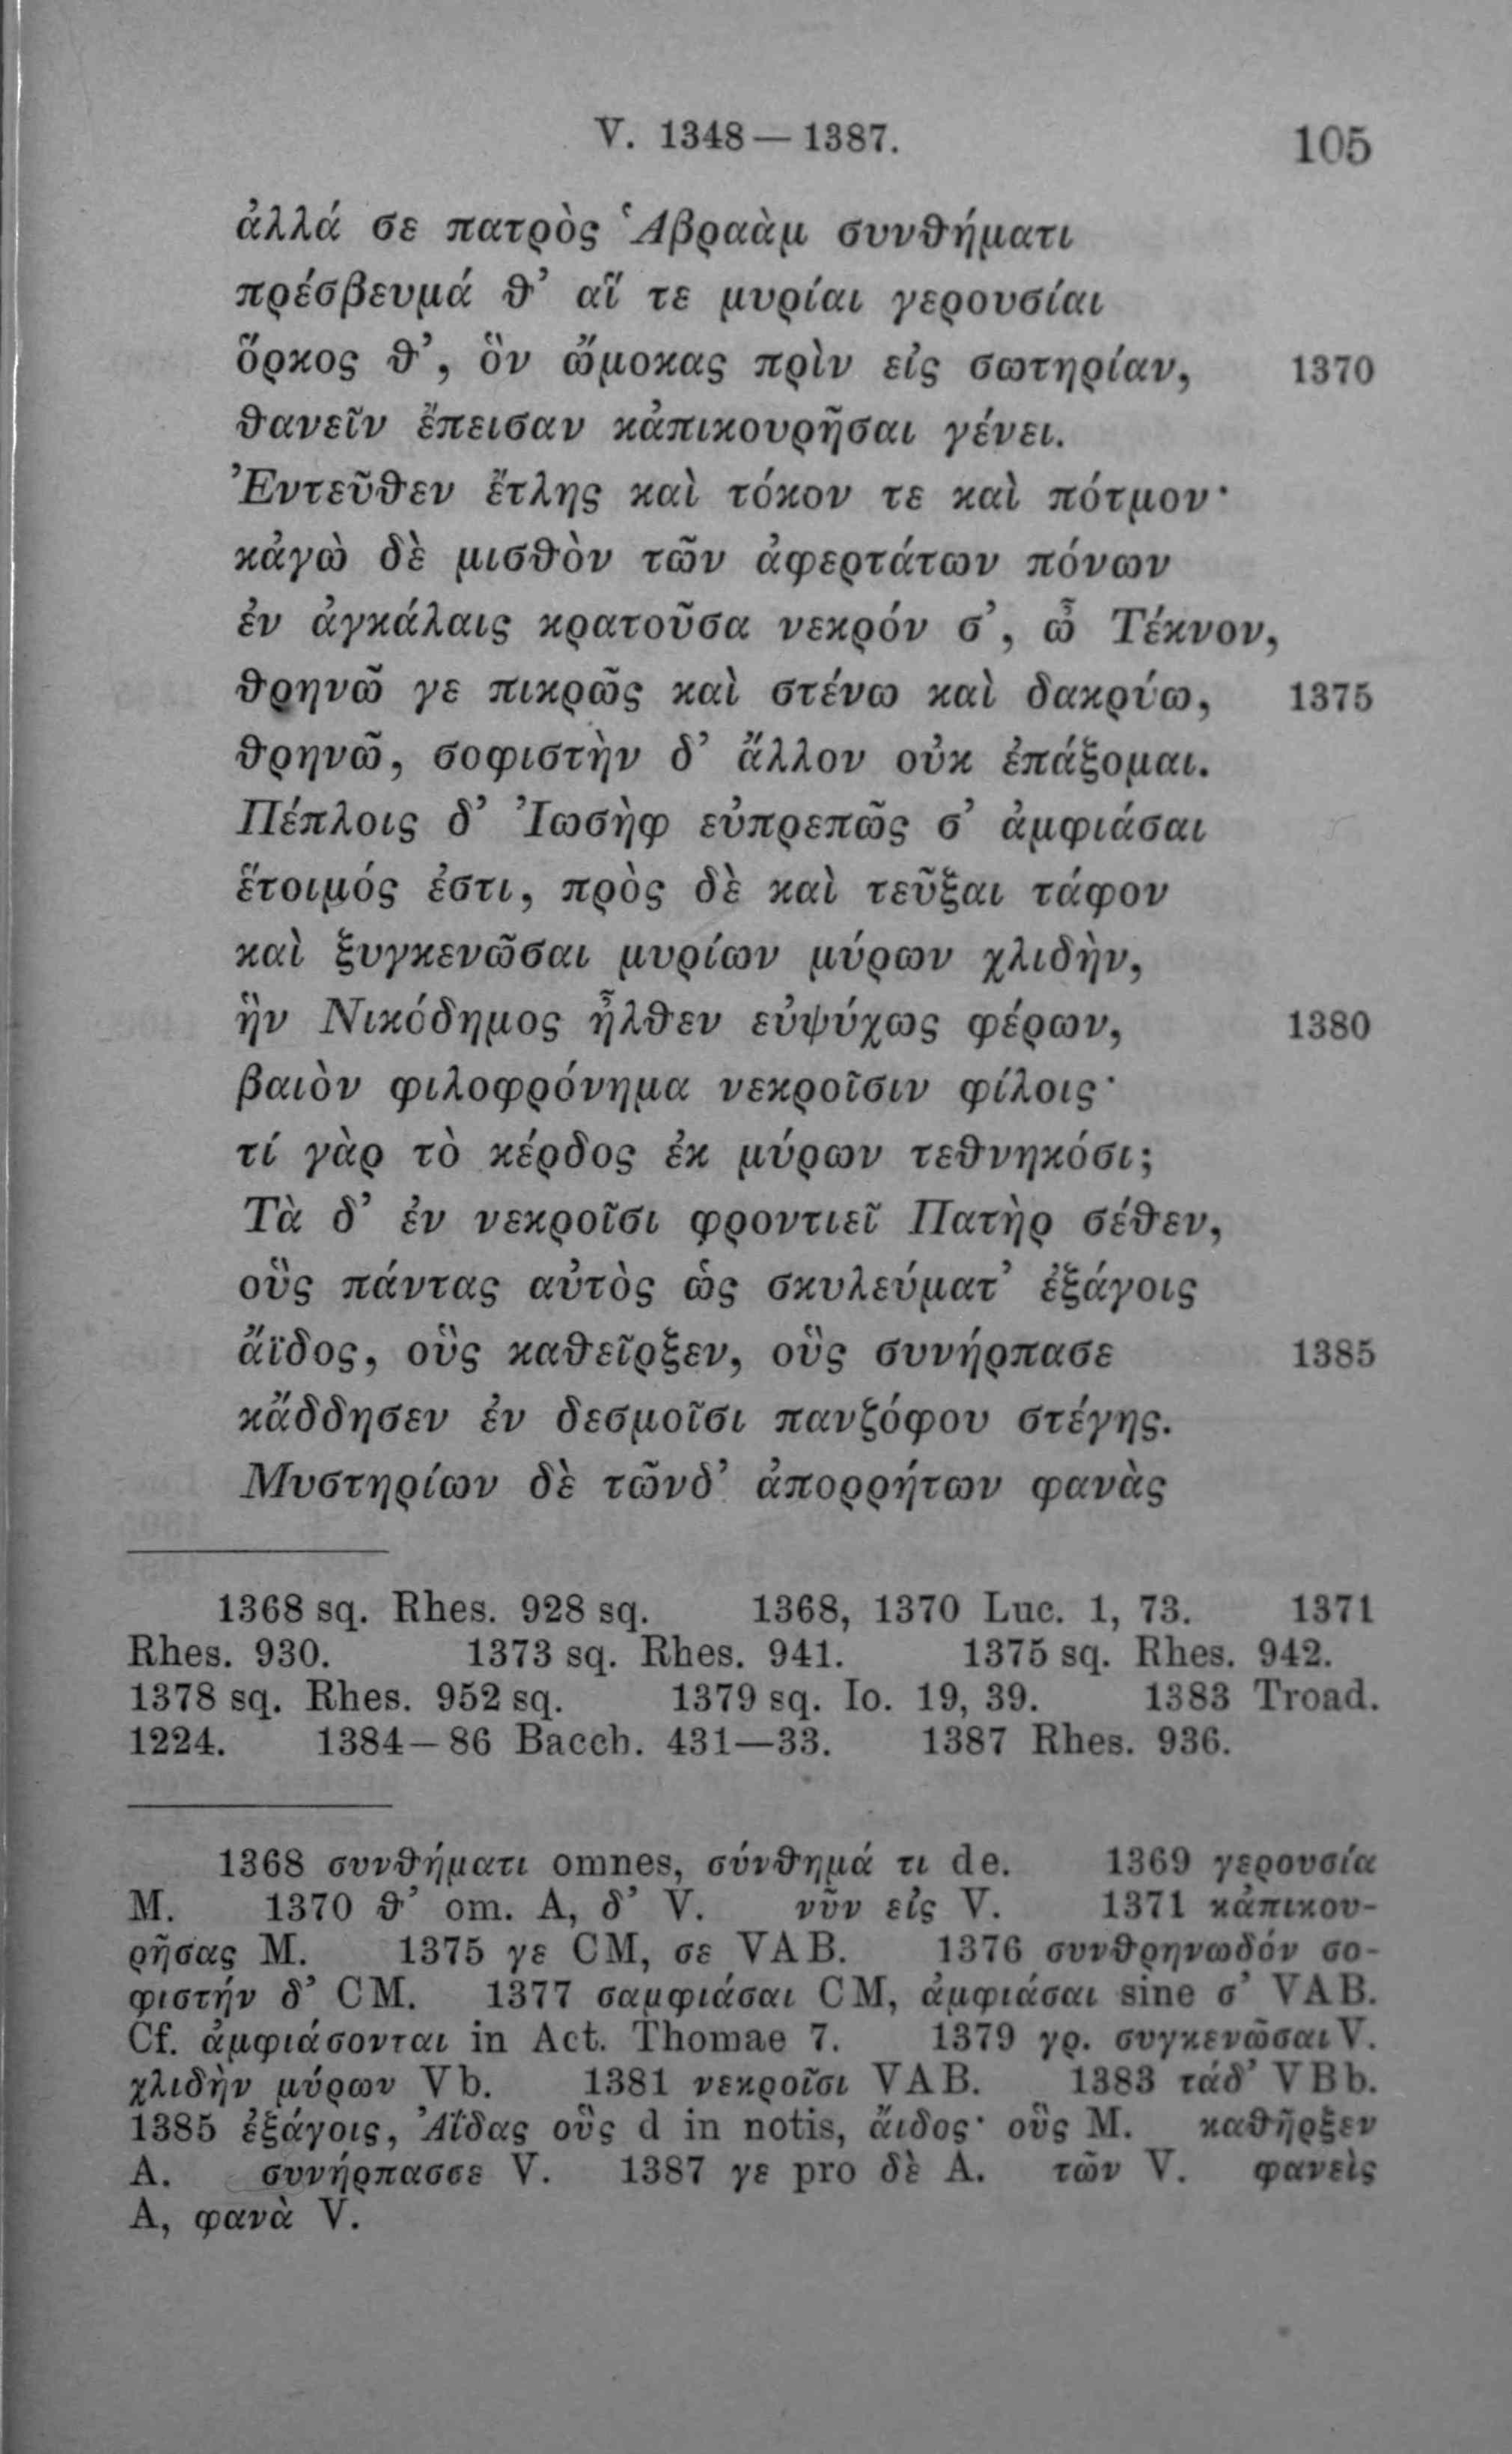 V. 1348 — 1387. 105
ἀλλά σε πατρὸς Ἁβραὰμ συνθήματι
πρέσβευμά θ’ αἵ τε μυρίαι γερουσίαι
ὅρκος θ’, ὃν ὤμοκας πρὶν εἰς σωτηρίαν, 1370
θανεῖν ἔπεισαν κἀπικουρῆσαι γένει.
Ἐντεῦθεν ἔτλης καὶ τόκον τε καὶ πότμον·
κἀγὼ δὲ μισθὸν τῶν ἀφερτάτων πόνων
ἐν ἀγκάλαις κρατοῦσα νεκρόν σ’, ὦ Τέκνον,
θρηνῶ γε πικρῶς καὶ στένω καὶ δακρύω, 1375
θρηνῶ, σοφιστὴν δ’ ἄλλον οὐκ ἐπάξομαι.
Πέπλοις δ’ Ἰωσὴφ εὐπρεπῶς σ’ ἀμφιάσαι
ἕτοιμός ἐστι, πρὸς δὲ καὶ τεῦξαι τάφον
καὶ ξυγκενῶσαι μυρίων μύρων χλιδὴν,
ἣν Νικόδημος ἦλθεν εὐψύχως φέρων, 1380
βαιὸν φιλοφρόνημα νεκροῖσιν φίλοις·
τί γὰρ τὸ κέρδος ἐκ μύρων τεθνηκόσι;
Τὰ δ’ ἐν νεκροῖσι φροντιεῖ Πατὴρ σέθεν,
οὓς πάντας αὐτὸς ὡς σκυλεύματ’ ἐξάγοις
ἄϊδος, οὓς καθεῖρξεν, οὓς συνήρπασε 1385
κἄδδησεν ἐν δεσμοῖσι πανζόφου στέγης.
Μυστηρίων δὲ τῶνδ’ ἀπορρήτων φανὰς
1368 sq. Rhes. 928 sq. 1368, 1370 Luc. 1, 73. 1371
Rhes. 930. 1373 sq. Rhes. 941. 1375 sq. Rhes. 942.
1378 sq. Rhes. 952 sq. 1379 sq. Io. 19, 39. 1383 Troad.
1224. 1384—86 Bacch. 431—33. 1387 Rhes. 936.
1368 συνθήματι omnes, σύνθημά τι de. 1369 γερουσία
M. 1370 θ’ om. A, δ’ V. νῦν εἰς V. 1371 κἀπικου-
ρῆσας M. 1375 γε CM, σε VAB. 1376 συνθρηνωδόν σο-
φιστήν δ’ CM. 1377 σαμφιάσαι CM, ἀμφιάσαι sine σ’ VAB.
Cf. ἀμφιάσονται in Act. Thomae 7. 1379 γρ. συγκενῶσαι V.
χλιδὴν μύρων Vb. 1381 νεκροῖσι VAB. 1383 τάδ’ VBb.
1385 ἐξάγοις, Ἀΐδας οὓς d in notis, ἄιδος· οὓς M. καθῆρξεν
A. συνήρπασσε V. 1387 γε pro δὲ A. τῶν V. φανεὶς
A, φανὰ V.